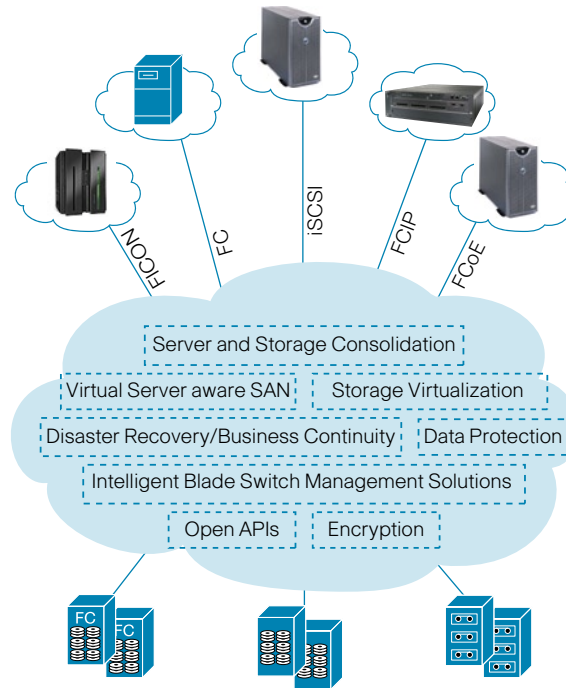 FICON
FC
iSCSI
FCIP
FCoE
Server and Storage Consolidation
Virtual Server aware SAN
Storage Virtualization
Disaster Recovery/Business Continuity
Data Protection
Intelligent Blade Switch Management Solutions
Open APIs
Encryption
FC
FC